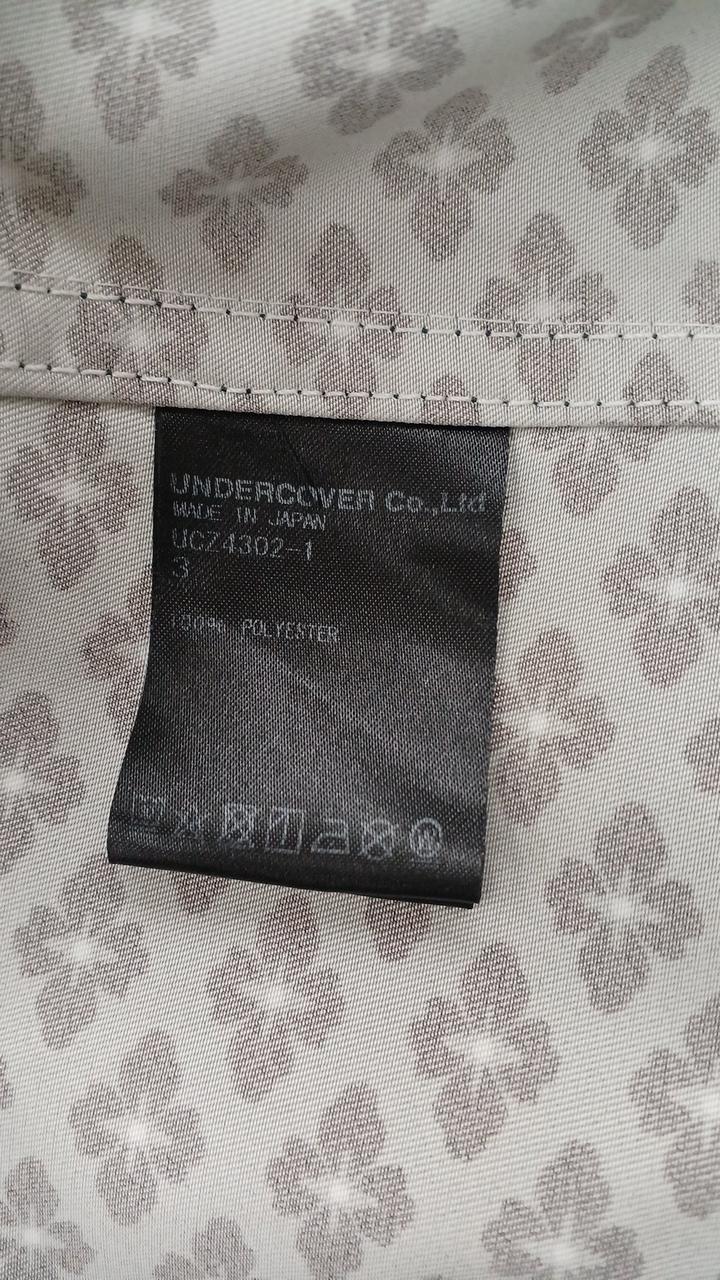 UNDERCOVER Co.,Ltd
MADE IN JAPAN
UCZ4302-1
3
100% POLYESTER